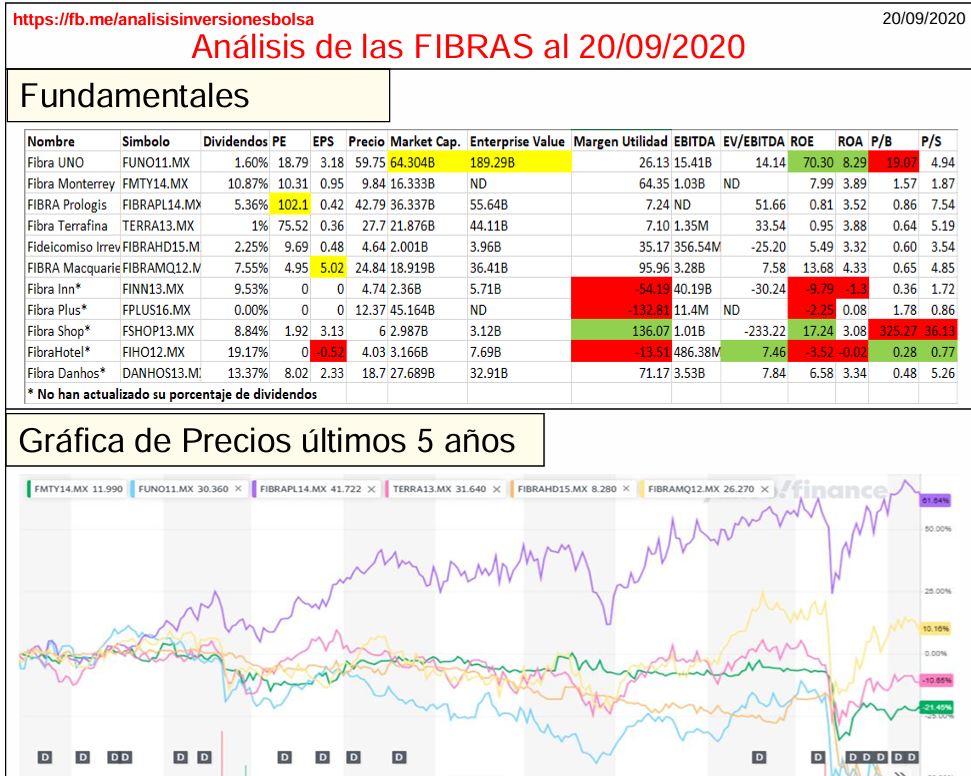 https://fb.me/analisisinversionesbolsa 20/09/2020
Análisis de las FIBRAS al 20/09/2020
Fundamentales
Nombre Simbolo Dividendos PE EPS Precio Market Cap. Enterprise Value Margen Utilidad EBITDA EV/EBITDA ROE ROA P/B P/S
Fibra UNO FUNO11.MX 1.60% 18.79 3.18 59.75 64.304B 189.29B 26.13 15.41B 14.14 70.30 8.29 19.07 4.94
Fibra Monterrey FMTY14.MX 10.87% 10.31 0.95 9.84 16.333B ND 64.35 1.03B ND 7.99 3.89 1.57 1.87
FIBRA Prologis FIBRAPL14.MX 5.36% 102.1 0.42 42.79 36.337B 55.64B 7.24 ND 51.66 0.81 3.52 0.86 7.54
Fibra Terrafina TERRA13.MX 1% 75.52 0.36 27.7 21.876B 44.11B 7.10 1.35M 33.54 0.95 3.88 0.64 5.19
Fideicomiso Irrev FIBRAHD15.M 2.25% 9.69 0.48 4.64 2.001B 3.96B 35.17 356.54M -25.20 5.49 3.32 0.60 3.54
FIBRA Macquarie FIBRAMQ12.M 7.55% 4.95 5.02 24.84 18.919B 36.41B 95.96 3.28B 7.58 13.68 4.33 0.65 4.85
Fibra Inn* FINN13.MX 9.53% 0 0 4.74 2.36B 5.71B -54.19 40.19B -30.24 -9.79 -1.3 0.36 1.72
Fibra Plus* FPLUS16.MX 0.00% 0 0 12.37 45.164B ND -132.81 11.4M ND -2.25 0.08 1.78 0.86
Fibra Shop* FSHOP13.MX 8.84% 1.92 3.13 6 2.987B 3.12B 136.07 1.01B -233.22 17.24 3.08 325.27 36.13
FibraHotel* FIHO12.MX 19.17% 0 -0.52 4.03 3.166B 7.69B -13.51 486.38M 7.46 -3.52 -0.02 0.28 0.77
Fibra Danhos* DANHOS13.M 13.37% 8.02 2.33 18.7 27.689B 32.91B 71.17 3.53B 7.84 6.58 3.34 0.48 5.26
* No han actualizado su porcentaje de dividendos
Gráfica de Precios últimos 5 años
FMTY14.MX 11.990 FUNO11.MX 30.360 × FIBRAPL14.MX 41.722 × TERRA13.MX 31.640 × FIBRAHD15.MX 8.280 × FIBRAMQ12.MX 26.270 ×
!finance
61.84%
50.00%
25.00%
10.16%
0.00%
-10.65%
-21.45%
-25.00%
D D D D D D D D D D D D D D D D D